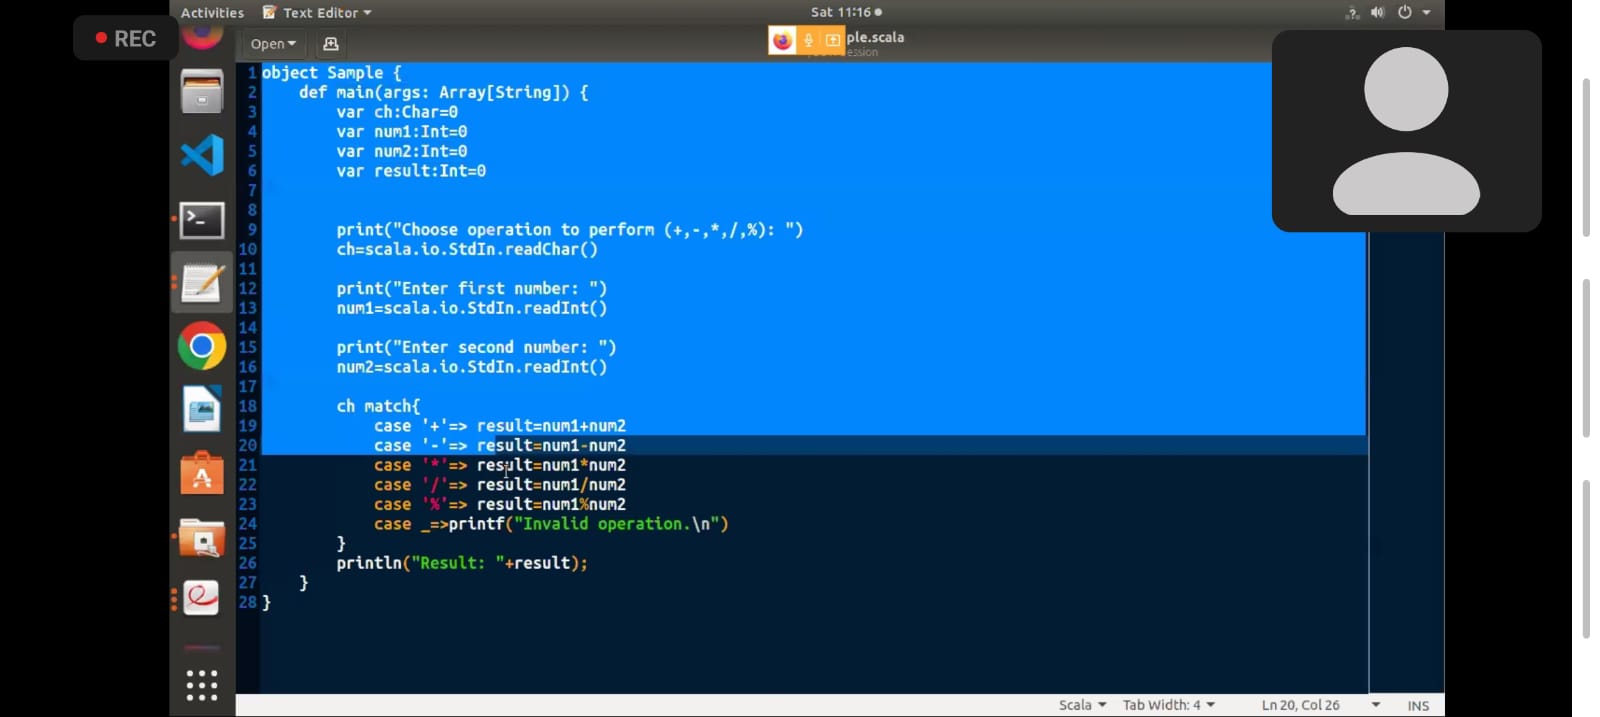 Activities Text Editor Sat 11:16
REC
Open ple.scala
ession
1 object Sample {
2 def main(args: Array[String]) {
3 var ch:Char=0
4 var num1:Int=0
5 var num2:Int=0
6 var result:Int=0
7
8
9 print("Choose operation to perform (+,-,*,/,%): ")
10 ch=scala.io.StdIn.readChar()
11
12 print("Enter first number: ")
13 num1=scala.io.StdIn.readInt()
14
15 print("Enter second number: ")
16 num2=scala.io.StdIn.readInt()
17
18 ch match{
19 case '+'=> result=num1+num2
20 case '-'=> result=num1-num2
21 case '*'=> result=num1*num2
22 case '/'=> result=num1/num2
23 case '%'=> result=num1%num2
24 case _=>printf("Invalid operation.\n")
25 }
26 println("Result: "+result);
27 }
28 }
Scala Tab Width: 4 Ln 20, Col 26 INS